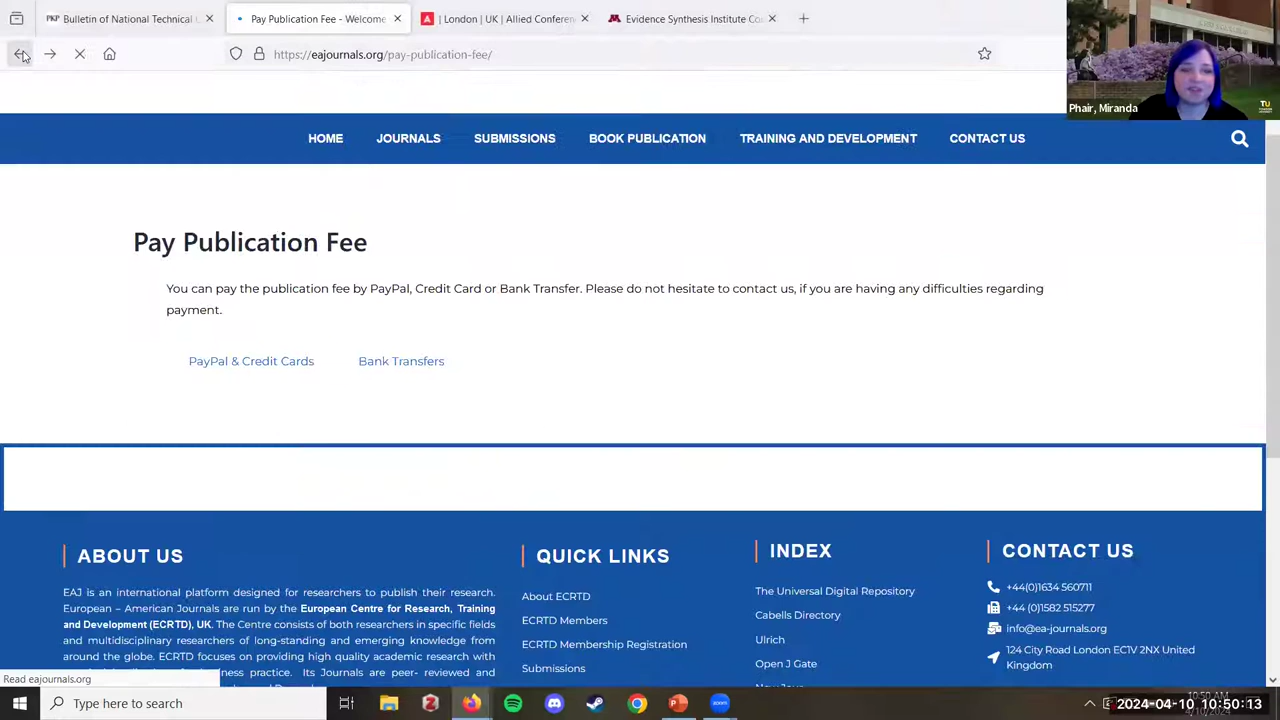 Bulletin of National Technical
Pay Publication Fee - Welcome
| London | UK | Allied Conferen
Evidence Synthesis Institute Co
https://eajournals.org/pay-publication-fee/
Phair, Miranda
TU
HOME
JOURNALS
SUBMISSIONS
BOOK PUBLICATION
TRAINING AND DEVELOPMENT
CONTACT US
Pay Publication Fee
You can pay the publication fee by PayPal, Credit Card or Bank Transfer. Please do not hesitate to contact us, if you are having any difficulties regarding
payment.
PayPal & Credit Cards
Bank Transfers
ABOUT US
EAJ is an international platform designed for researchers to publish their research.
European – American Journals are run by the European Centre for Research, Training
and Development (ECRTD), UK. The Centre consists of both researchers in specific fields
and multidisciplinary researchers of long-standing and emerging knowledge from
around the globe. ECRTD focuses on providing high quality academic research with
ness practice. Its Journals are peer- reviewed and
QUICK LINKS
About ECRTD
ECRTD Members
ECRTD Membership Registration
Submissions
INDEX
The Universal Digital Repository
Cabells Directory
Ulrich
Open J Gate
CONTACT US
+44(0)1634 560711
+44 (0)1582 515277
info@ea-journals.org
124 City Road London EC1V 2NX United
Kingdom
Read eajournals.org
Type here to search
zoom
10:50 AM
4/10/2024
2024-04-10 10:50:13